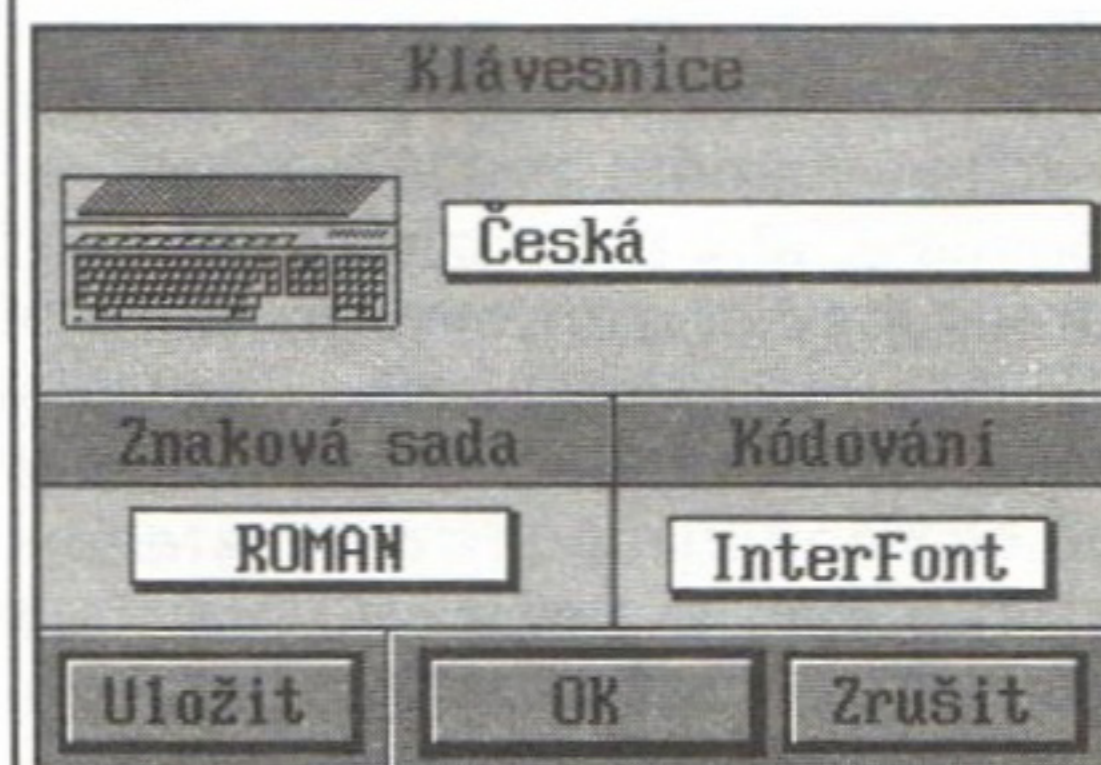 Klávesnice
Česká
Znaková sada
Kódování
ROMAN
InterFont
Uložit
OK
Zrušit